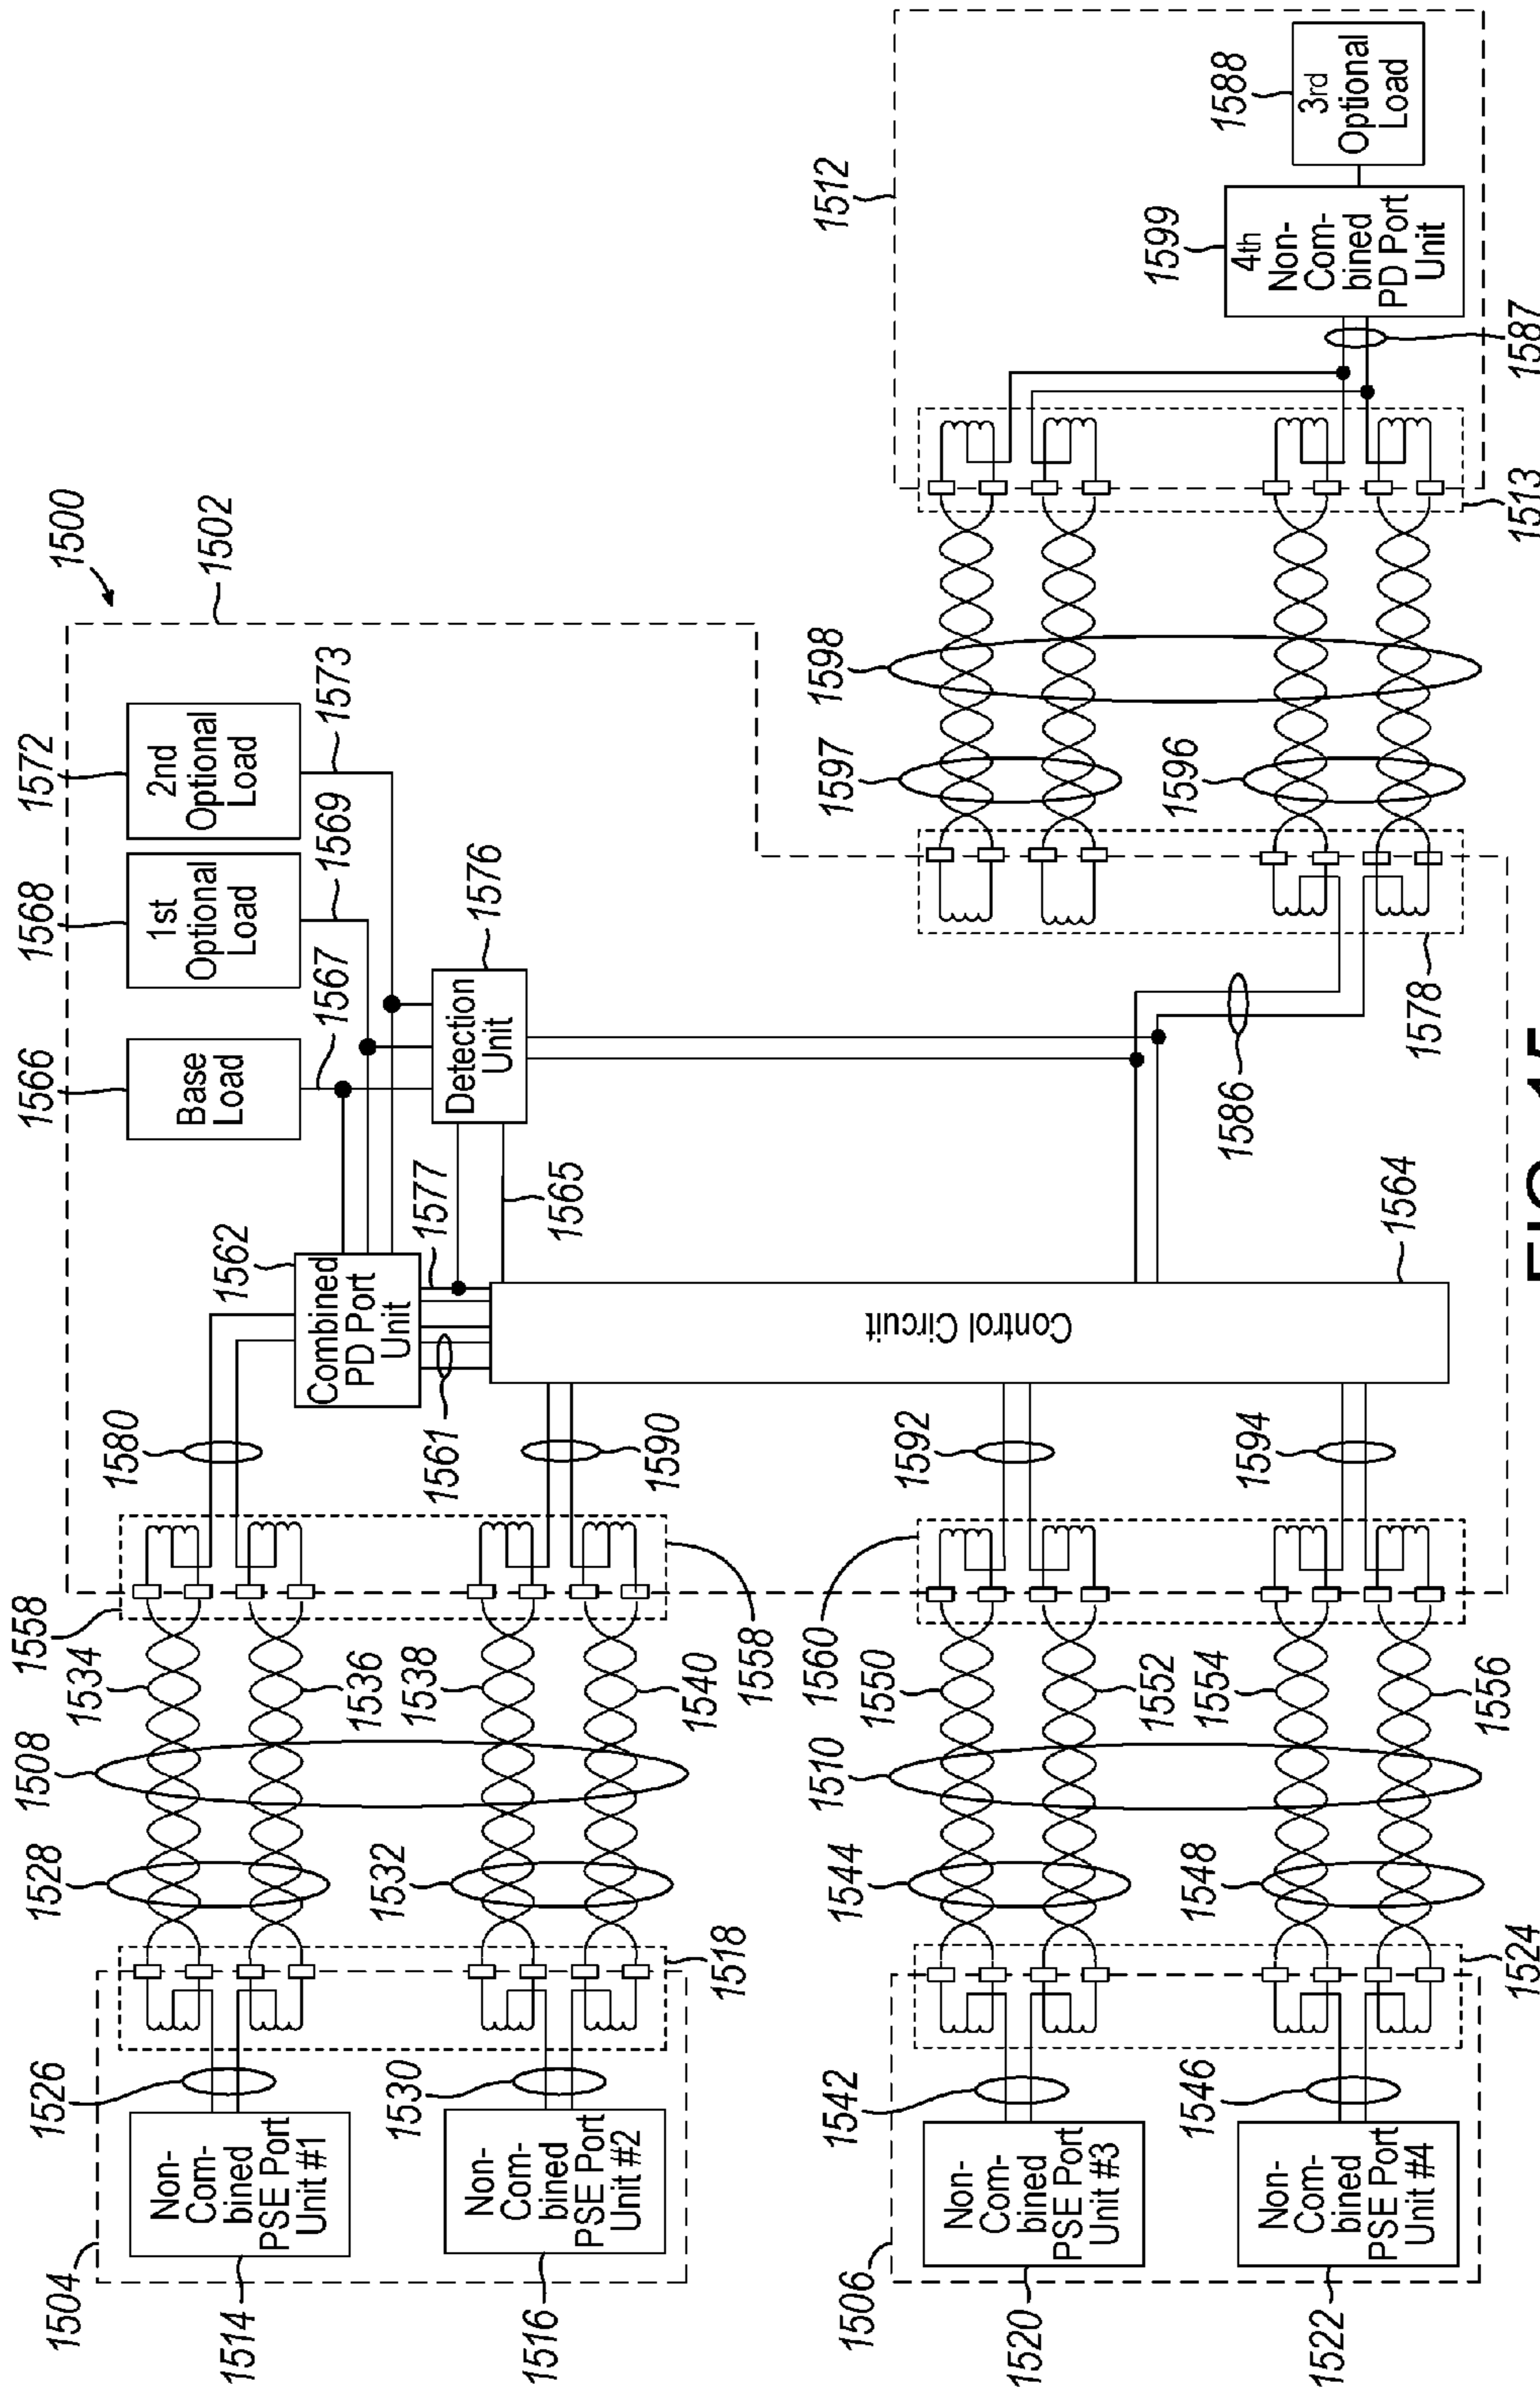 1500
1502
1572
2nd
Optional
Load
1573
1568
1st
Optional
Load
1569
1566
Base
Load
1567
1576
Detection
Unit
1562
Combined
PD Port
Unit
1577
1565
1561
1580
1590
1564
Control Circuit
1592
1594
1586
1578
1512
1588
3rd
Optional
Load
1599
4th
Non-
Com-
bined
PD Port
Unit
1587
1513
1598
1597
1596
1558
1534
1536
1538
1540
1558
1508
1528
1532
1518
1526
1530
1504
Non-
Com-
bined
PSE Port
Unit #1
1514
Non-
Com-
bined
PSE Port
Unit #2
1516
1560
1550
1552
1554
1556
1510
1544
1548
1524
1542
1546
1506
Non-
Com-
bined
PSE Port
Unit #3
1520
Non-
Com-
bined
PSE Port
Unit #4
1522